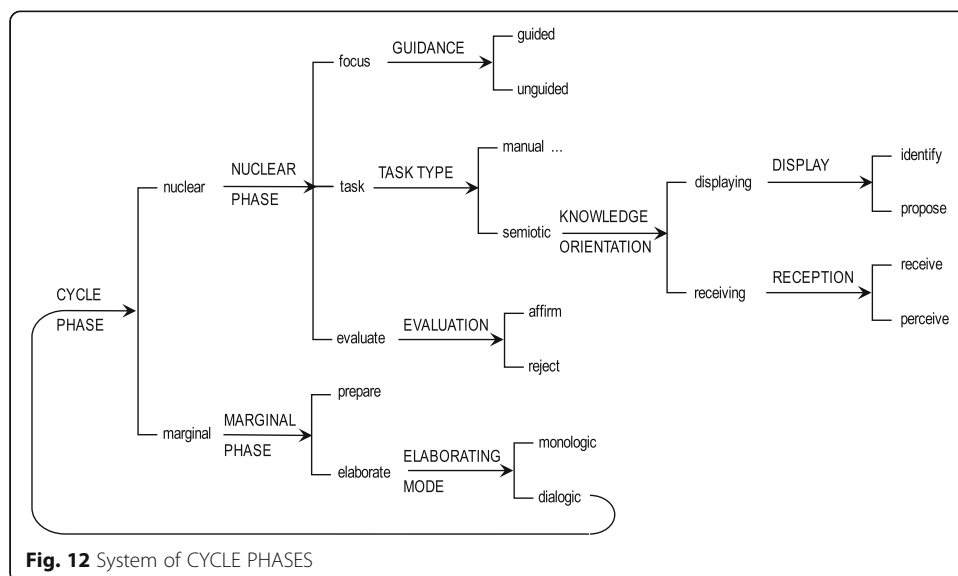 guided
GUIDANCE
focus
unguided
manual ...
identify
NUCLEAR
DISPLAY
nuclear
task
TASK TYPE
displaying
PHASE
KNOWLEDGE
propose
semiotic
ORIENTATION
receive
RECEPTION
receiving
CYCLE
affirm
perceive
PHASE
EVALUATION
evaluate
reject
prepare
MARGINAL
marginal
monologic
PHASE
ELABORATING
elaborate
MODE
dialogic
Fig. 12 System of CYCLE PHASES